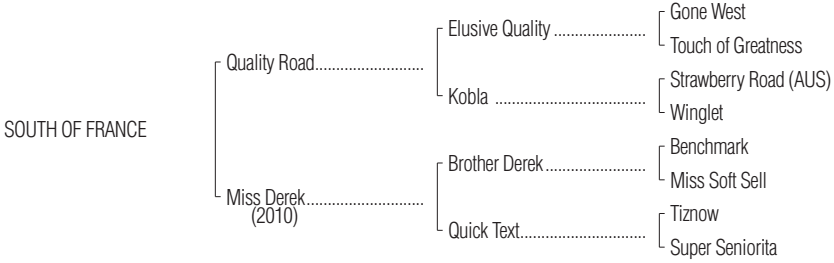 Gone West
Elusive Quality ......................
Touch of Greatness
Quality Road..........................
Strawberry Road (AUS)
Kobla ....................................
Winglet
SOUTH OF FRANCE
Benchmark
Brother Derek........................
Miss Soft Sell
Miss Derek............................
(2010)
Tiznow
Quick Text..............................
Super Seniorita